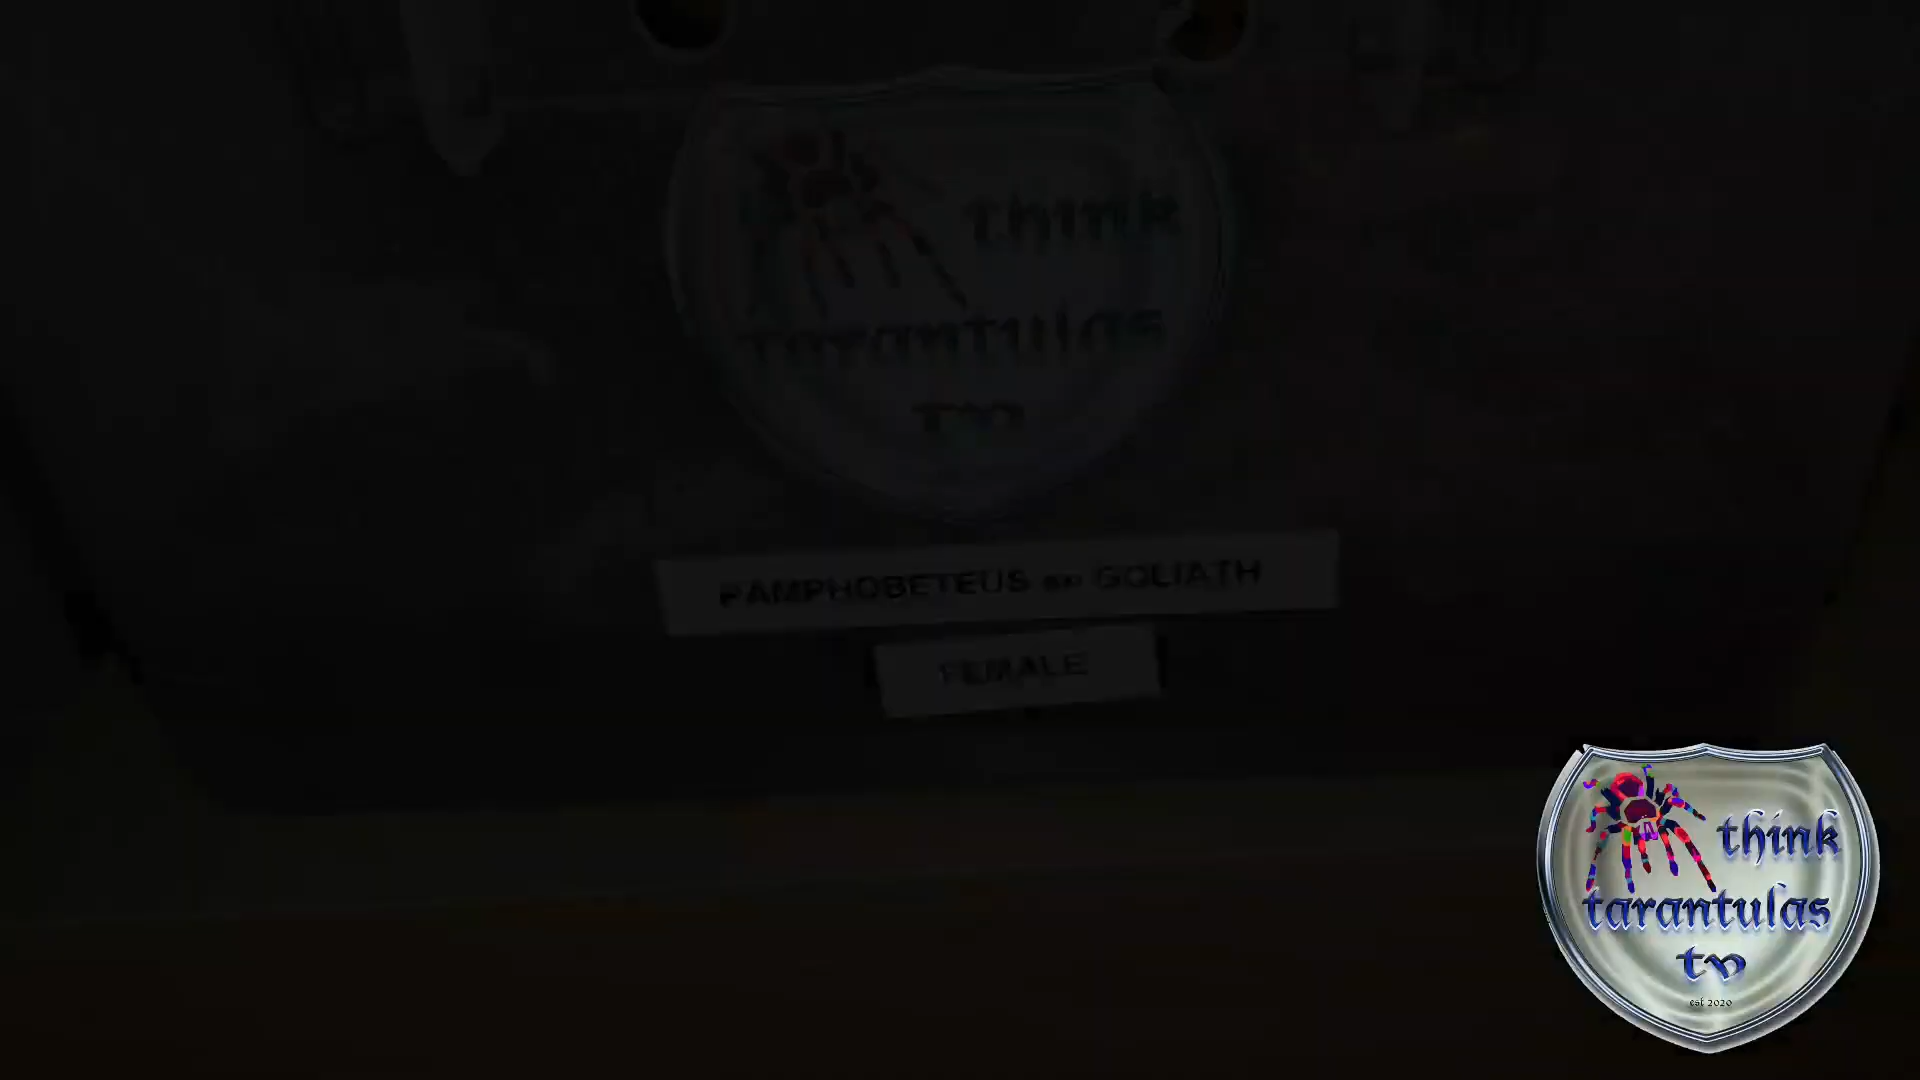 think
tarantulas
tv
PAMPHOBETEUS sp GOLIATH
FEMALE
think
tarantulas
tv
est 2020